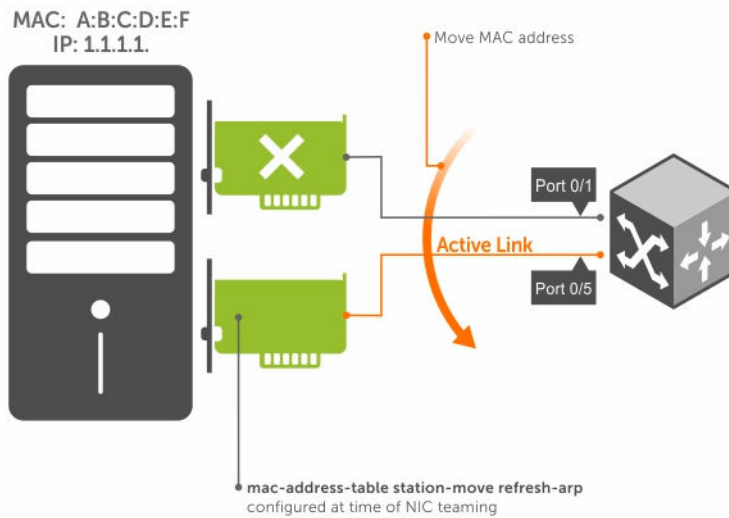 MAC: A:B:C:D:E:F
IP: 1.1.1.1.
Move MAC address
Port 0/1
Active Link
Port 0/5
mac-address-table station-move refresh-arp
configured at time of NIC teaming